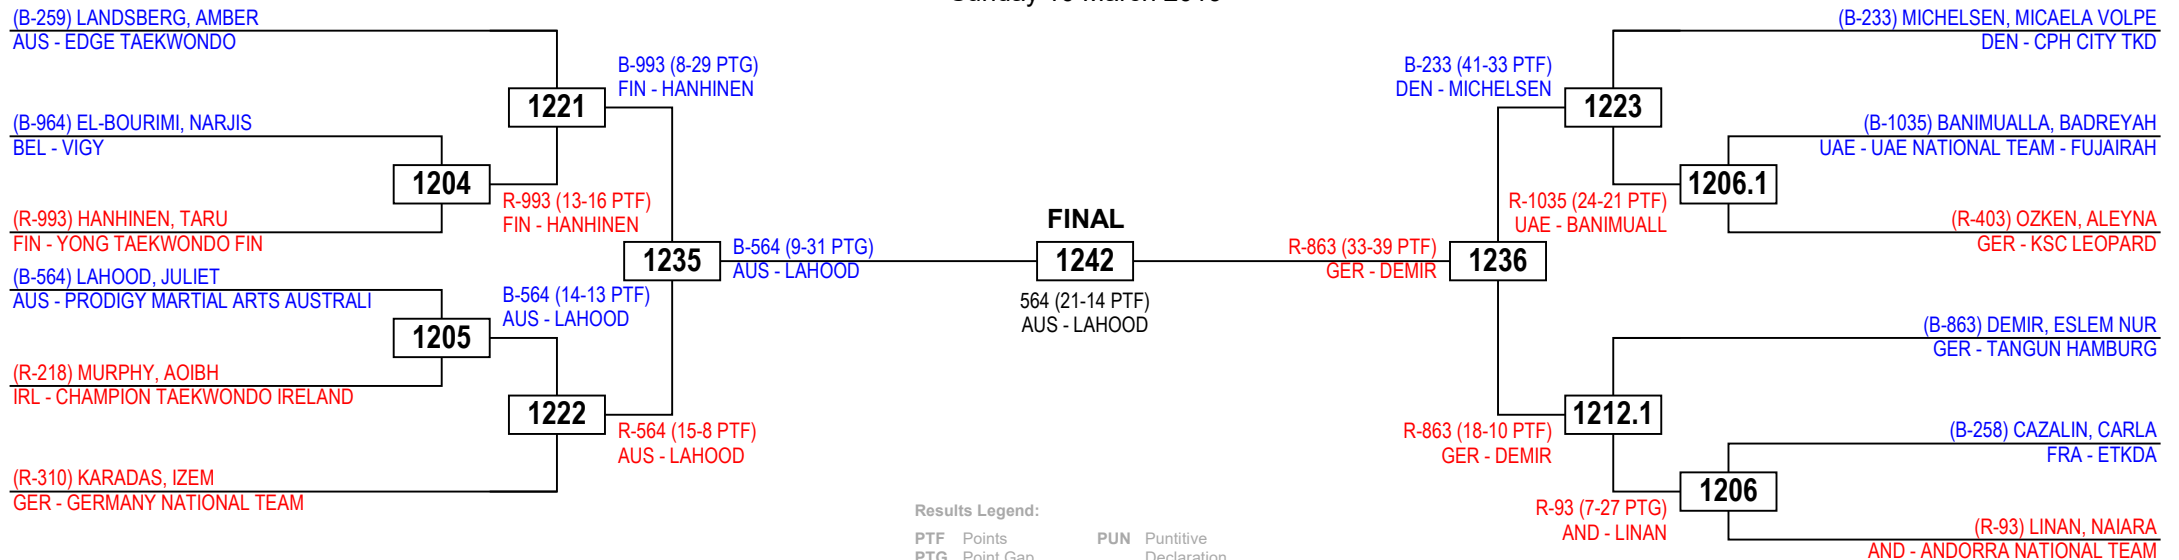 (B-259) LANDSBERG, AMBER
AUS - EDGE TAEKWONDO
(B-964) EL-BOURIMI, NARJIS
BEL - VIGY
(R-993) HANHINEN, TARU
FIN - YONG TAEKWONDO FIN
(B-564) LAHOOD, JULIET
AUS - PRODIGY MARTIAL ARTS AUSTRALI
(R-218) MURPHY, AOIBH
IRL - CHAMPION TAEKWONDO IRELAND
(R-310) KARADAS, IZEM
GER - GERMANY NATIONAL TEAM
1204
R-993 (13-16 PTF)
FIN - HANHINEN
1205
B-564 (14-13 PTF)
AUS - LAHOOD
1221
B-993 (8-29 PTG)
FIN - HANHINEN
1222
R-564 (15-8 PTF)
AUS - LAHOOD
1235
B-564 (9-31 PTG)
AUS - LAHOOD
FINAL
1242
564 (21-14 PTF)
AUS - LAHOOD
R-863 (33-39 PTF)
GER - DEMIR
1236
B-233 (41-33 PTF)
DEN - MICHELSEN
1223
R-1035 (24-21 PTF)
UAE - BANIMUALL
1206.1
R-863 (18-10 PTF)
GER - DEMIR
1212.1
R-93 (7-27 PTG)
AND - LINAN
1206
(B-233) MICHELSEN, MICAELA VOLPE
DEN - CPH CITY TKD
(B-1035) BANIMUALLA, BADREYAH
UAE - UAE NATIONAL TEAM - FUJAIRAH
(R-403) OZKEN, ALEYNA
GER - KSC LEOPARD
(B-863) DEMIR, ESLEM NUR
GER - TANGUN HAMBURG
(B-258) CAZALIN, CARLA
FRA - ETKDA
(R-93) LINAN, NAIARA
AND - ANDORRA NATIONAL TEAM
Results Legend:
PTF Points PUN Puntitive
PTG Point Gap Declaration